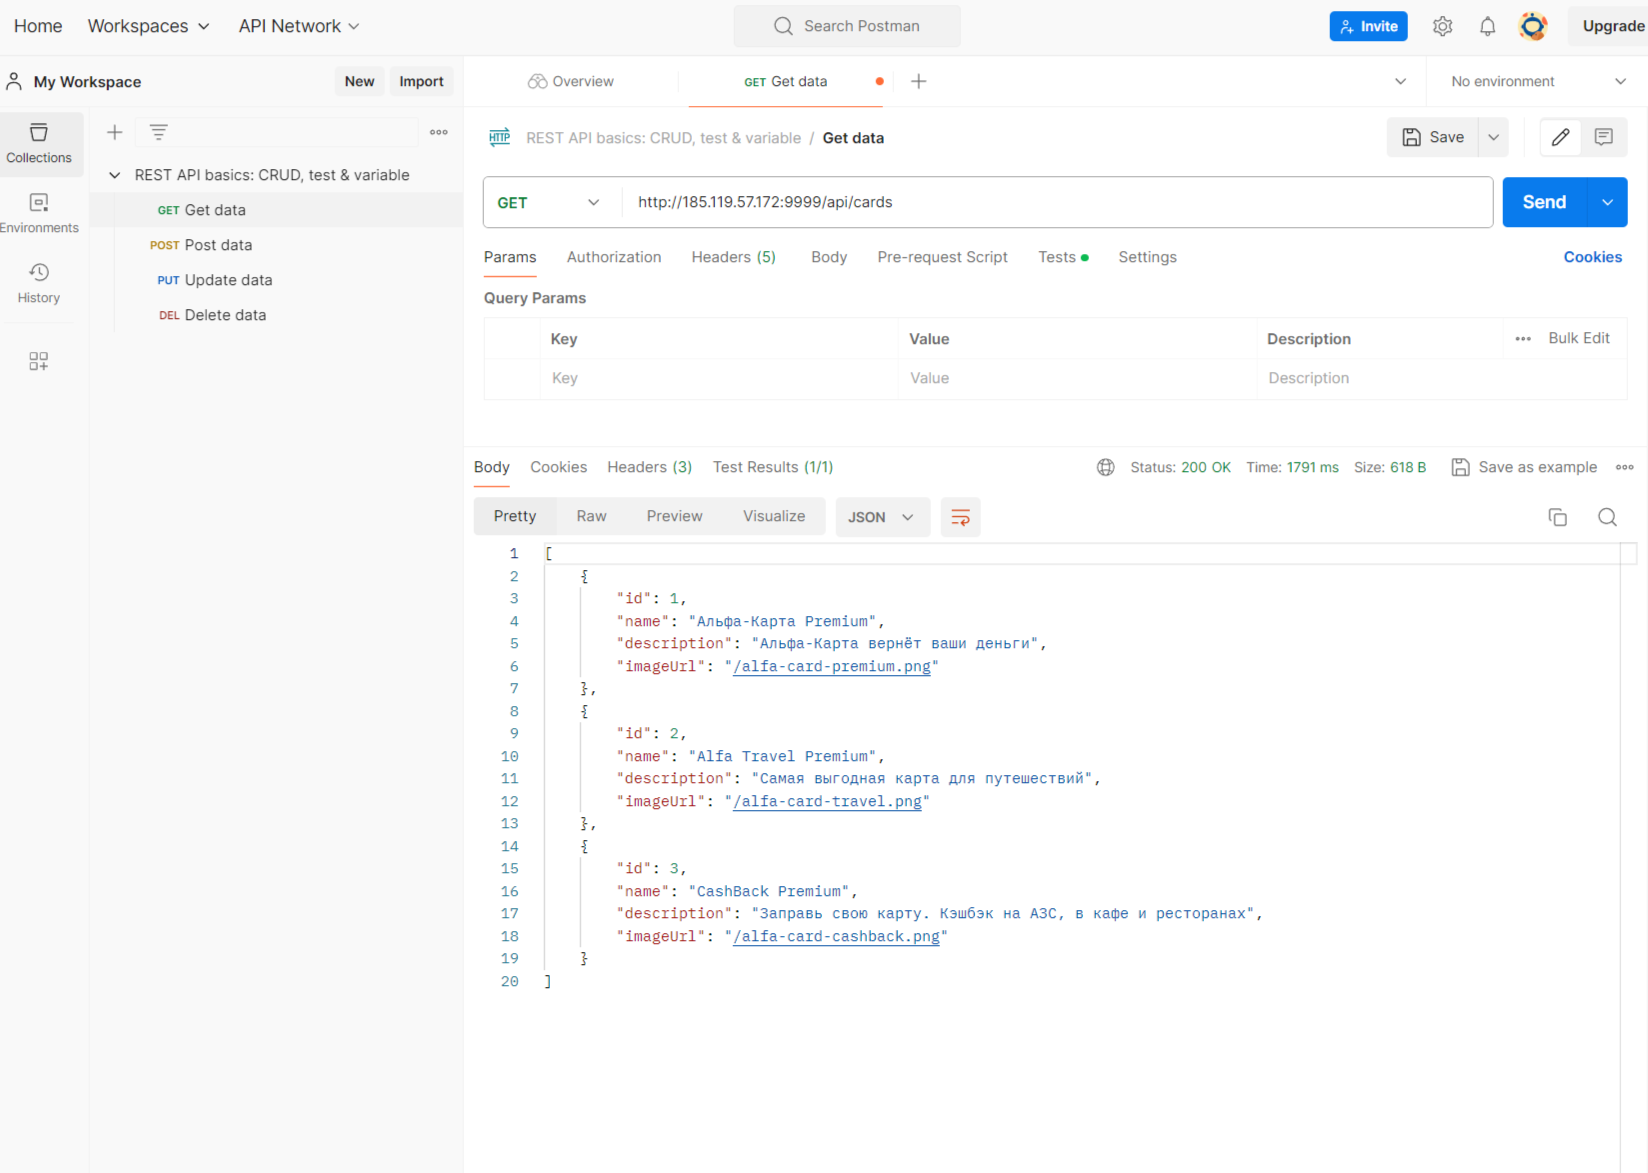 Home Workspaces API Network Search Postman Invite Upgrade
My Workspace New Import Overview GET Get data No environment
Collections
Environments
History
REST API basics: CRUD, test & variable
GET Get data
POST Post data
PUT Update data
DEL Delete data
HTTP REST API basics: CRUD, test & variable / Get data Save
GET http://185.119.57.172:9999/api/cards Send
Params Authorization Headers (5) Body Pre-request Script Tests Settings Cookies
Query Params
Key Value Description Bulk Edit
Key Value Description
Body Cookies Headers (3) Test Results (1/1) Status: 200 OK Time: 1791 ms Size: 618 B Save as example
Pretty Raw Preview Visualize JSON
1 [
2 {
3 "id": 1,
4 "name": "Альфа-Карта Premium",
5 "description": "Альфа-Карта вернёт ваши деньги",
6 "imageUrl": "/alfa-card-premium.png"
7 },
8 {
9 "id": 2,
10 "name": "Alfa Travel Premium",
11 "description": "Самая выгодная карта для путешествий",
12 "imageUrl": "/alfa-card-travel.png"
13 },
14 {
15 "id": 3,
16 "name": "CashBack Premium",
17 "description": "Заправь свою карту. Кэшбэк на АЗС, в кафе и ресторанах",
18 "imageUrl": "/alfa-card-cashback.png"
19 }
20 ]